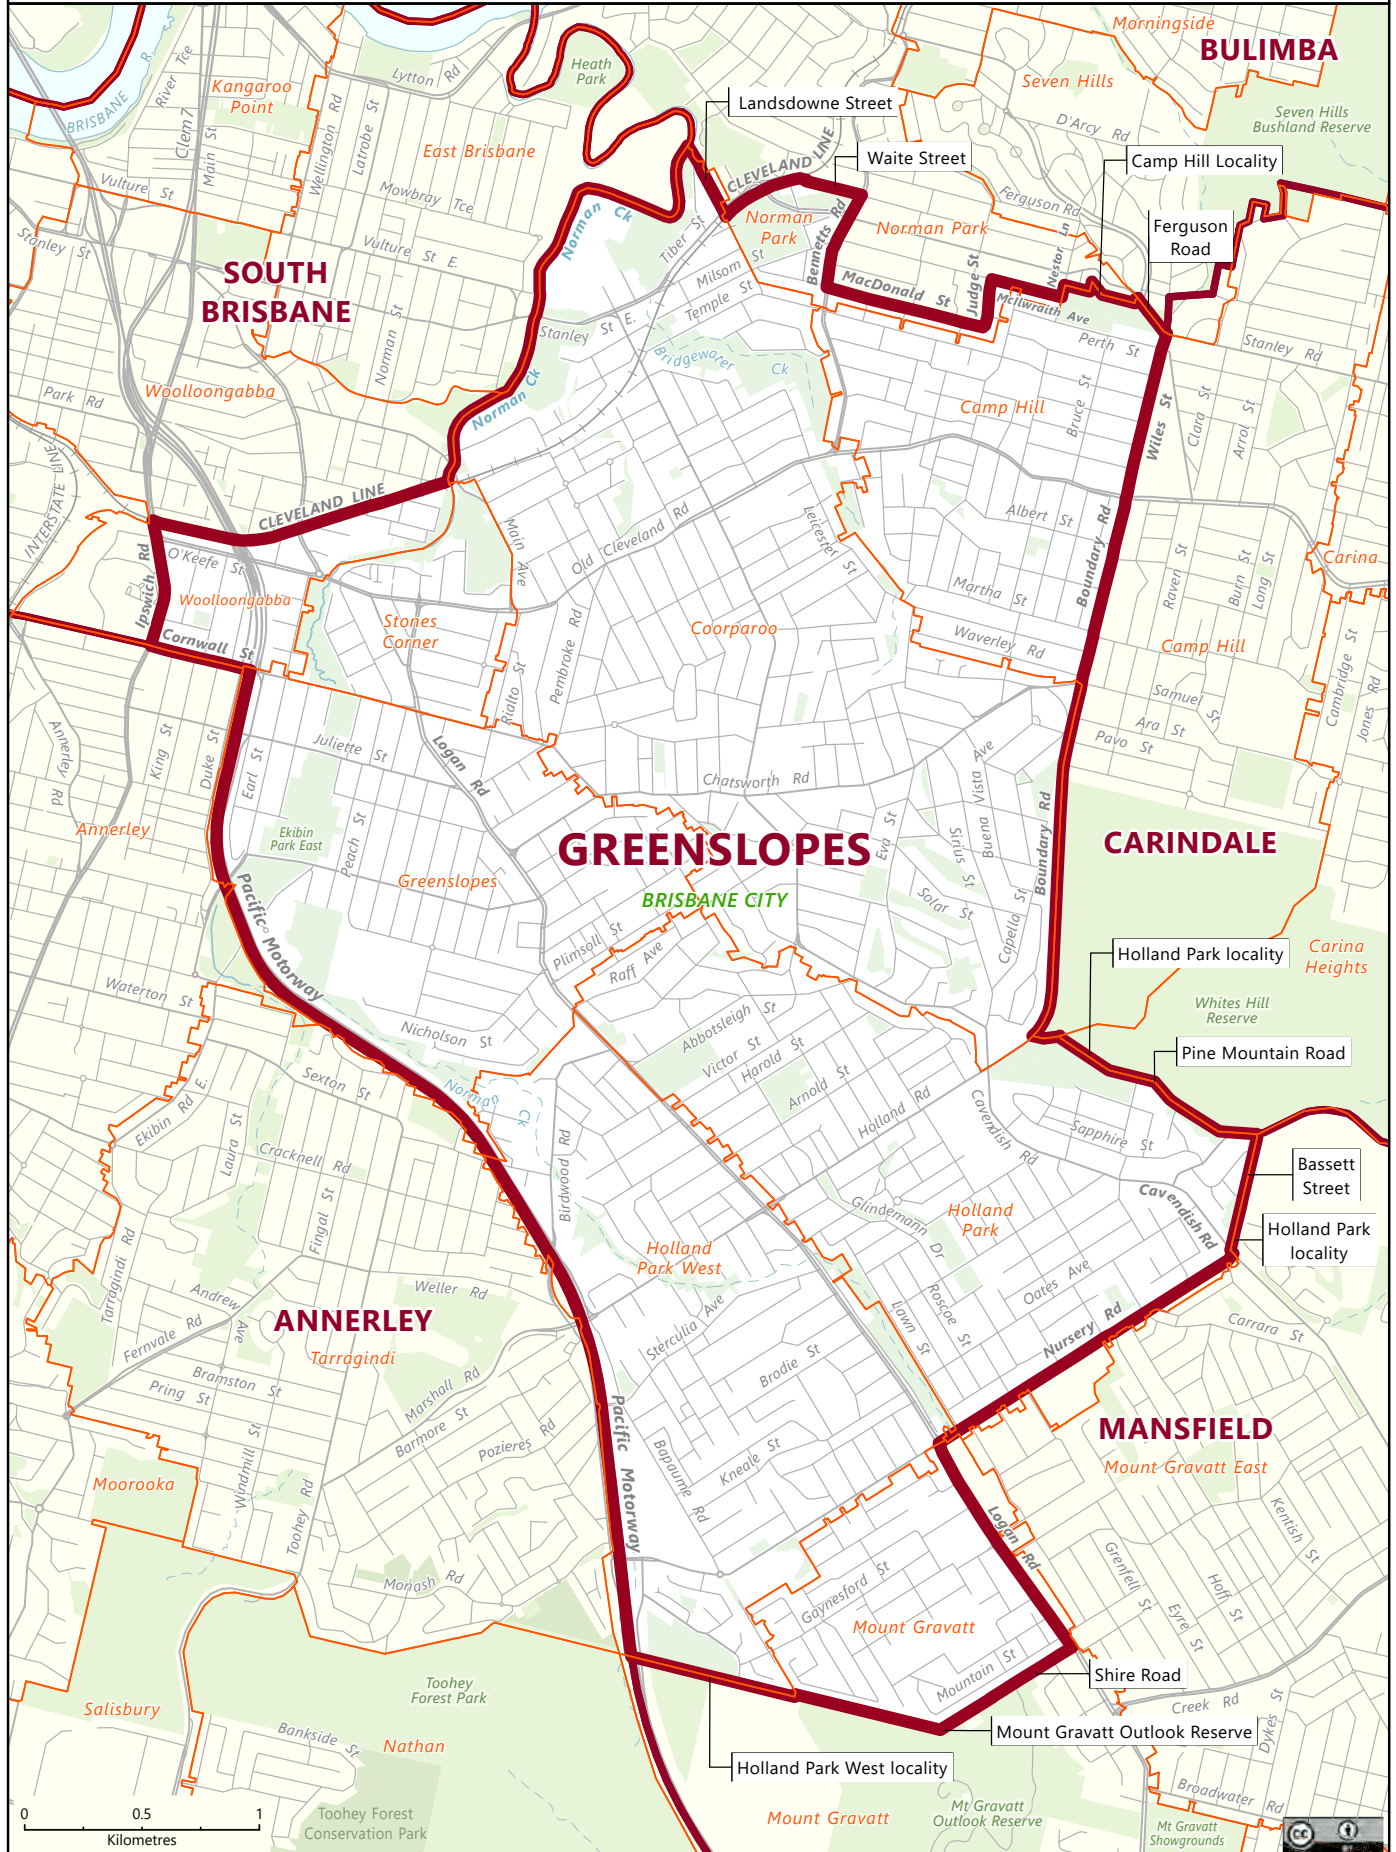 Morningside
BULIMBA
Lytton Rd
Heath
Park
Kangaroo
Point
Seven Hills
River Tce
BRISBANE R.
Clem7
Main St
Wellington Rd
Latrobe St
Landsdowne Street
Seven Hills
Bushland Reserve
D'Arcy Rd
East Brisbane
CLEVELAND LINE
Waite Street
Camp Hill Locality
Vulture St
Mowbray Tce
Ferguson Rd
Norman Ck
Norman
Park
Norman Park
Ferguson
Road
Stanley St
Vulture St E.
Tiber St
Bennetts Rd
Nestor Ln
SOUTH
BRISBANE
Milsom St
Temple St
MacDonald St
Judge St
McIlwraith Ave
Norman St
Stanley St E.
Perth St
Stanley Rd
Bridgewater Ck
Woolloongabba
Park Rd
Norman Ck
Camp Hill
Bruce St
Wiles St
Clara St
Arrol St
INTERSTATE LINE
CLEVELAND LINE
Main Ave
Old Cleveland Rd
Leicester St
Albert St
Boundary Rd
Ipswich Rd
O'Keefe St
Carina
Raven St
Burn St
Long St
Woolloongabba
Martha St
Stones
Corner
Coorparoo
Pembroke Rd
Rialto St
Cornwall St
Waverley Rd
Camp Hill
Cambridge St
Jones Rd
Samuel St
Ara St
Pavo St
Annerley Rd
King St
Duke St
Earl St
Juliette St
Logan Rd
Chatsworth Rd
Buena Vista Ave
Annerley
Ekibin
Park East
Peach St
GREENSLOPES
Eva St
Sirius St
Boundary Rd
CARINDALE
Greenslopes
BRISBANE CITY
Solar St
Capella St
Pacific Motorway
Plimsoll St
Raff Ave
Holland Park locality
Carina
Heights
Waterton St
Whites Hill
Reserve
Abbotsleigh St
Nicholson St
Victor St
Harold St
Pine Mountain Road
Sexton St
Norman Ck
Arnold St
Holland Rd
Cavendish Rd
Ekibin Rd E.
Laura St
Sapphire St
Cracknell Rd
Birdwood Rd
Bassett
Street
Cavendish Rd
Fingal St
Glindemann Dr
Holland
Park
Holland Park
locality
Tarragindi Rd
Holland
Park West
Andrew Ave
Weller Rd
Oates Ave
Roscoe St
Lawn St
ANNERLEY
Fernvale Rd
Sterculia Ave
Nursery Rd
Carrara St
Tarragindi
Brodie St
Bramston St
Pring St
Marshall Rd
Barmore St
Pacific Motorway
Pozieres Rd
Bapaume Rd
Kneale St
MANSFIELD
Mount Gravatt East
Moorooka
Windmill St
Toohey Rd
Kentish St
Logan Rd
Grenfell St
Hoff St
Eyre St
Monash Rd
Gaynesford St
Mount Gravatt
Mountain St
Shire Road
Toohey
Forest Park
Salisbury
Creek Rd
Dykes St
Bankside St
Nathan
Mount Gravatt Outlook Reserve
Holland Park West locality
Broadwater Rd
0 0.5 1
Kilometres
Toohey Forest
Conservation Park
Mount Gravatt
Mt Gravatt
Outlook Reserve
Mt Gravatt
Showgrounds
cc